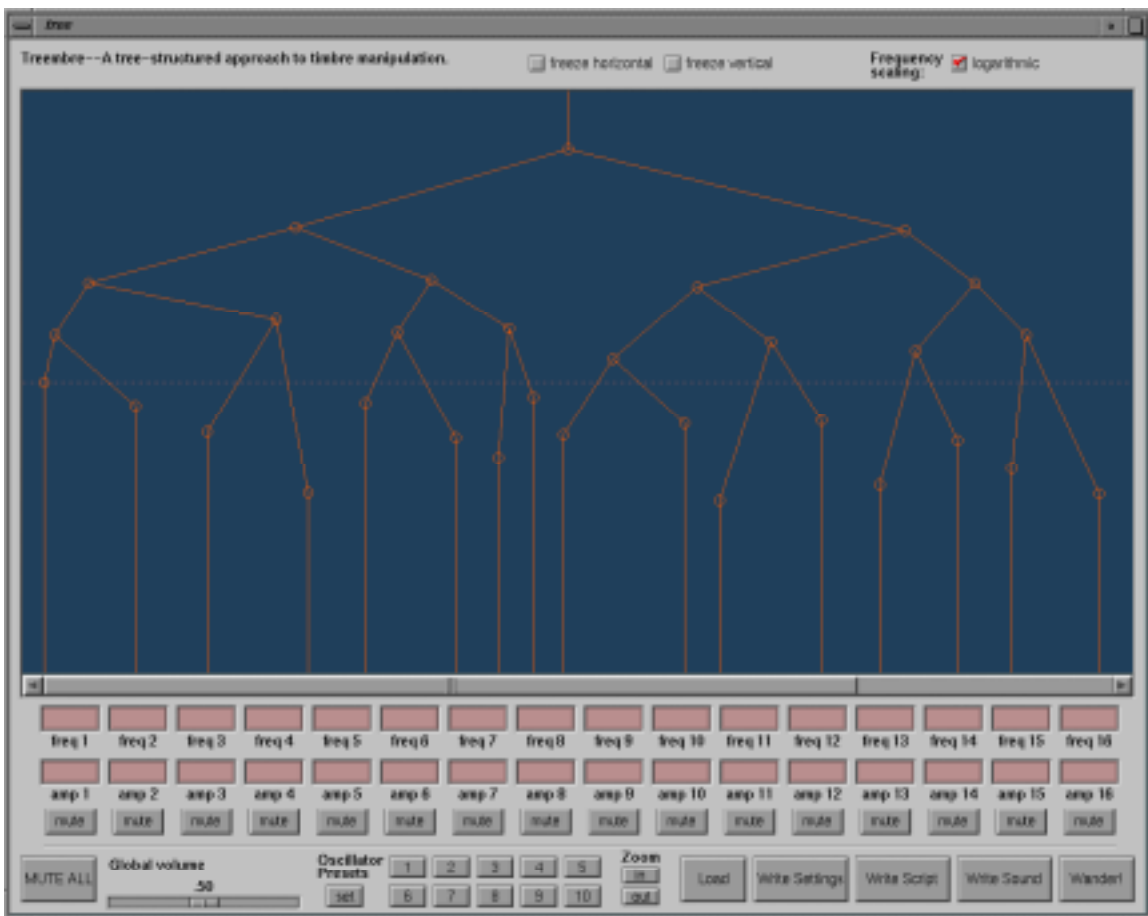 tree
Treembre--A tree-structured approach to timbre manipulation.
freeze horizontal
freeze vertical
Frequency
scaling:
logarithmic
freq 1 freq 2 freq 3 freq 4 freq 5 freq 6 freq 7 freq 8 freq 9 freq 10 freq 11 freq 12 freq 13 freq 14 freq 15 freq 16
amp 1 amp 2 amp 3 amp 4 amp 5 amp 6 amp 7 amp 8 amp 9 amp 10 amp 11 amp 12 amp 13 amp 14 amp 15 amp 16
mute mute mute mute mute mute mute mute mute mute mute mute mute mute mute mute
MUTE ALL
Global volume
.50
Oscillator
Presets
set
1 2 3 4 5
6 7 8 9 10
Zoom
in
out
Load
Write Settings
Write Script
Write Sound
Wander!